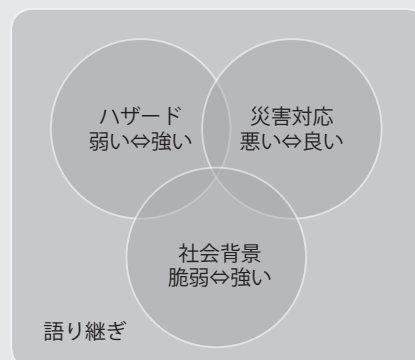 ハザード
弱い⇔強い
災害対応
悪い⇔良い
社会背景
脆弱⇔強い
語り継ぎ